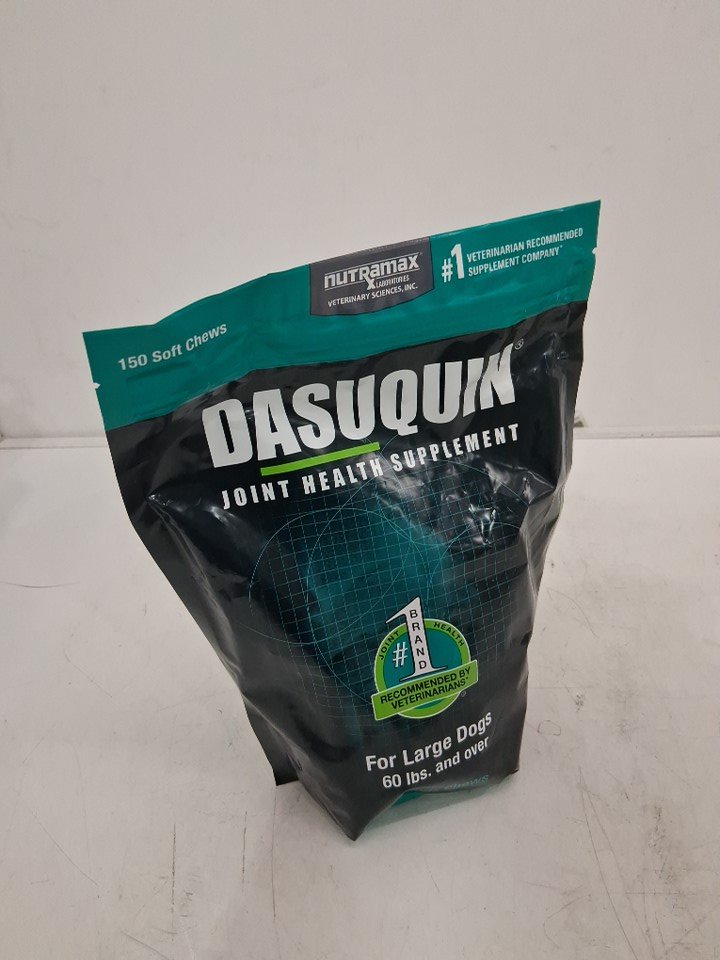 nutramax
LABORATORIES
VETERINARY SCIENCES, INC.
#1 VETERINARIAN RECOMMENDED
SUPPLEMENT COMPANY*
150 Soft Chews
DASUQUIN®
JOINT HEALTH SUPPLEMENT
#1
BRAND
JOINT HEALTH
RECOMMENDED BY
VETERINARIANS*
For Large Dogs
60 lbs. and over
Chews